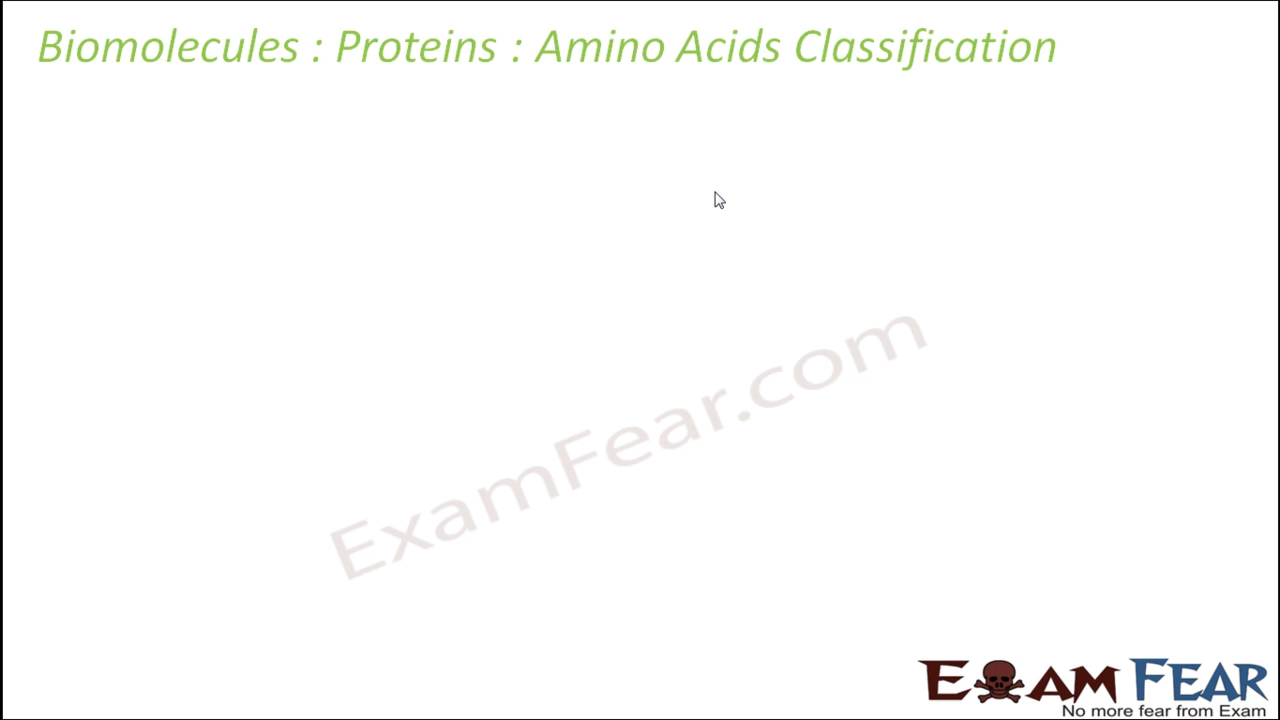 Biomolecules : Proteins : Amino Acids Classification
ExamFear.com
EXAM FEAR
No more fear from Exam